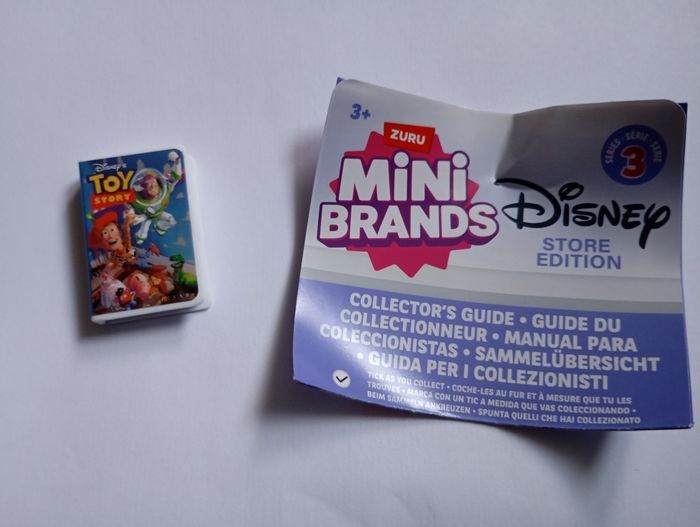 Disney's
TOY
STORY
PIXAR
3+
ZURU
MiNi
BRANDS
Disney
STORE
EDITION
SERIES • SÉRIE • SERIE
3
COLLECTOR'S GUIDE • GUIDE DU
COLLECTIONNEUR • MANUAL PARA
COLECCIONISTAS • SAMMELÜBERSICHT
• GUIDA PER I COLLEZIONISTI
TICK AS YOU COLLECT • COCHE-LES AU FUR ET À MESURE QUE TU LES
TROUVES • MARCA CON UN TIC A MEDIDA QUE VAS COLECCIONANDO •
BEIM SAMMELN ANKREUZEN • SPUNTA QUELLI CHE HAI COLLEZIONATO